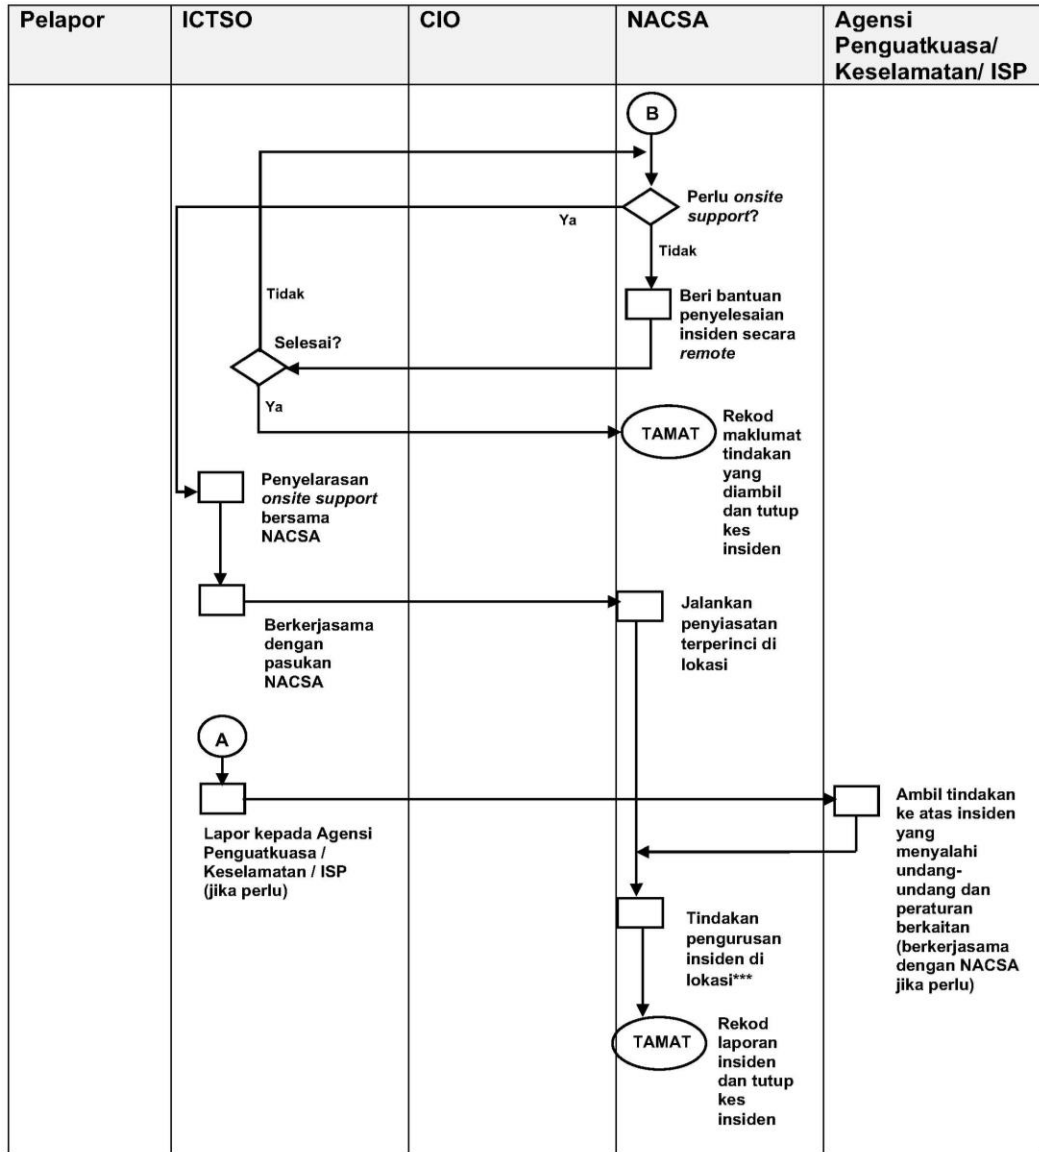 Pelapor
ICTSO
CIO
NACSA
Agensi
Penguatkuasa/
Keselamatan/ ISP
B
Perlu onsite
support?
Ya
Tidak
Beri bantuan
penyelesaian
insiden secara
remote
Tidak
Selesai?
Ya
TAMAT
Rekod
maklumat
tindakan
yang
diambil
dan tutup
kes
insiden
Penyelarasan
onsite support
bersama
NACSA
Berkerjasama
dengan
pasukan
NACSA
Jalankan
penyiasatan
terperinci di
lokasi
A
Lapor kepada Agensi
Penguatkuasa /
Keselamatan / ISP
(jika perlu)
Ambil tindakan
ke atas insiden
yang
menyalahi
undang-
undang dan
peraturan
berkaitan
(berkerjasama
dengan NACSA
jika perlu)
Tindakan
pengurusan
insiden di
lokasi***
TAMAT
Rekod
laporan
insiden
dan tutup
kes
insiden